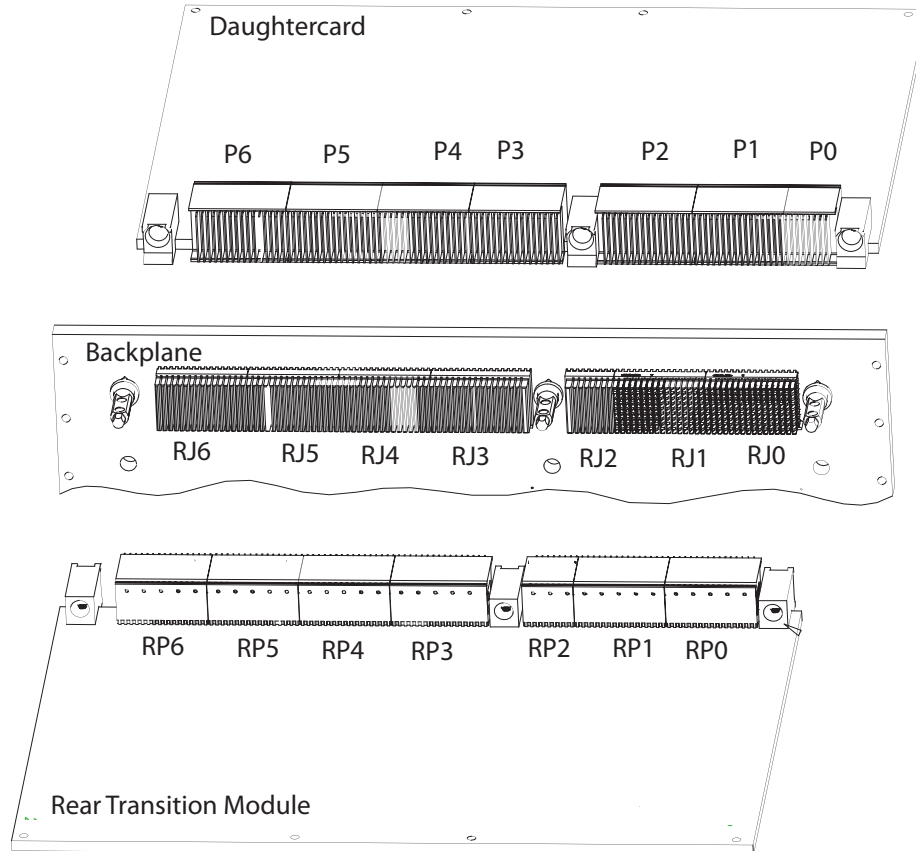 Daughtercard
P6 P5 P4 P3 P2 P1 P0
Backplane
RJ6 RJ5 RJ4 RJ3 RJ2 RJ1 RJ0
RP6 RP5 RP4 RP3 RP2 RP1 RP0
Rear Transition Module